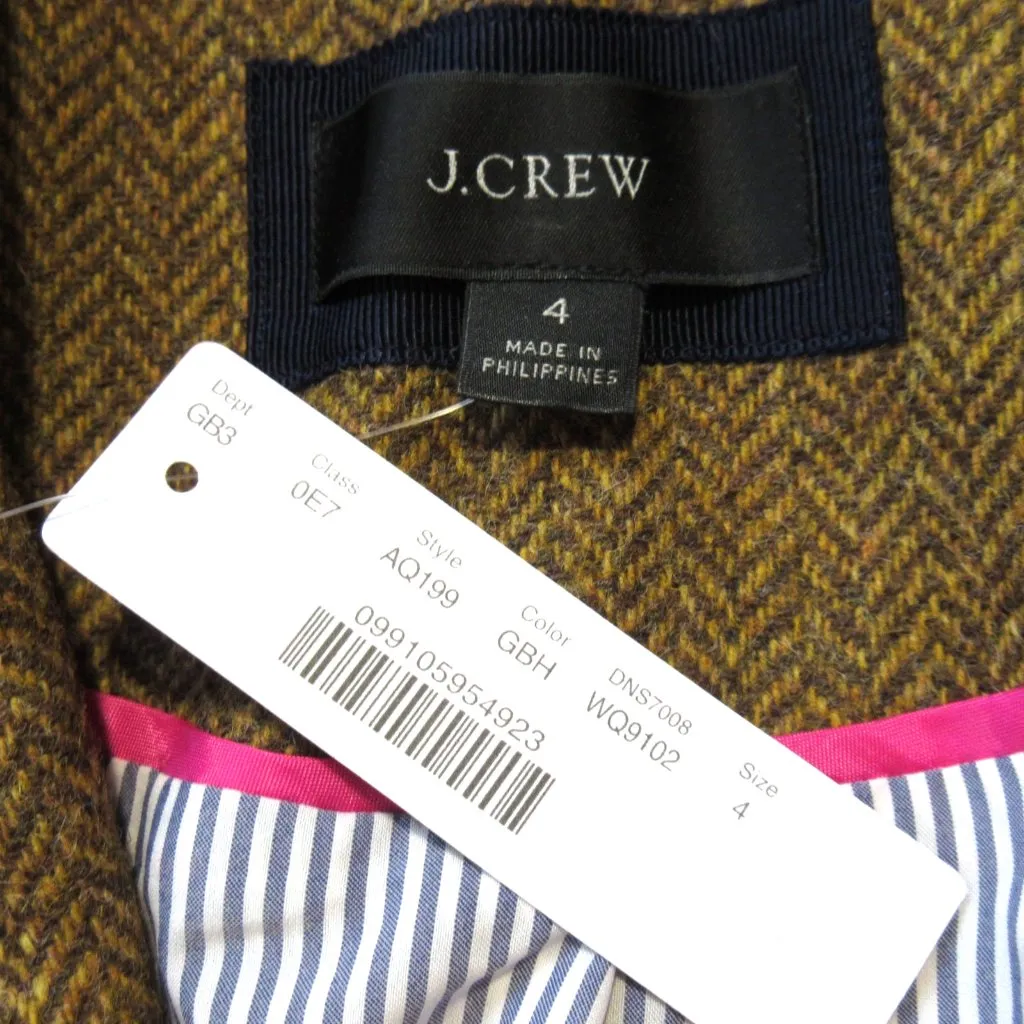 J.CREW
4
MADE IN
PHILIPPINES
Dept
GB3
Class
0E7
Style
AQ199
Color
GBH
DNS7008
WQ9102
Size
4
099105954923